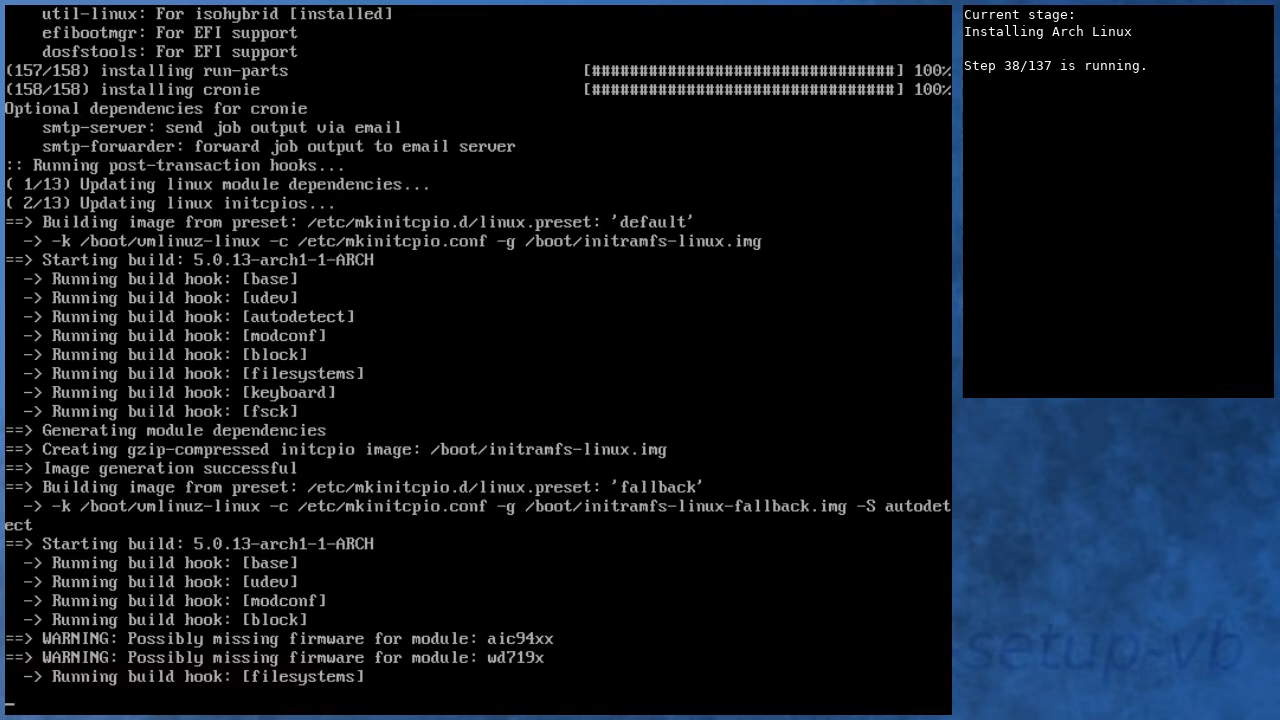 util-linux: For isohybrid [installed]
    efibootmgr: For EFI support
    dosfstools: For EFI support
(157/158) installing run-parts                               [################################] 100%
(158/158) installing cronie                                  [################################] 100%
Optional dependencies for cronie
    smtp-server: send job output via email
    smtp-forwarder: forward job output to email server
:: Running post-transaction hooks...
( 1/13) Updating linux module dependencies...
( 2/13) Updating linux initcpios...
==> Building image from preset: /etc/mkinitcpio.d/linux.preset: 'default'
  -> -k /boot/vmlinuz-linux -c /etc/mkinitcpio.conf -g /boot/initramfs-linux.img
==> Starting build: 5.0.13-arch1-1-ARCH
  -> Running build hook: [base]
  -> Running build hook: [udev]
  -> Running build hook: [autodetect]
  -> Running build hook: [modconf]
  -> Running build hook: [block]
  -> Running build hook: [filesystems]
  -> Running build hook: [keyboard]
  -> Running build hook: [fsck]
==> Generating module dependencies
==> Creating gzip-compressed initcpio image: /boot/initramfs-linux.img
==> Image generation successful
==> Building image from preset: /etc/mkinitcpio.d/linux.preset: 'fallback'
  -> -k /boot/vmlinuz-linux -c /etc/mkinitcpio.conf -g /boot/initramfs-linux-fallback.img -S autodet
ect
==> Starting build: 5.0.13-arch1-1-ARCH
  -> Running build hook: [base]
  -> Running build hook: [udev]
  -> Running build hook: [modconf]
  -> Running build hook: [block]
==> WARNING: Possibly missing firmware for module: aic94xx
==> WARNING: Possibly missing firmware for module: wd719x
  -> Running build hook: [filesystems]
_
Current stage:
Installing Arch Linux
Step 38/137 is running.
setup-vb